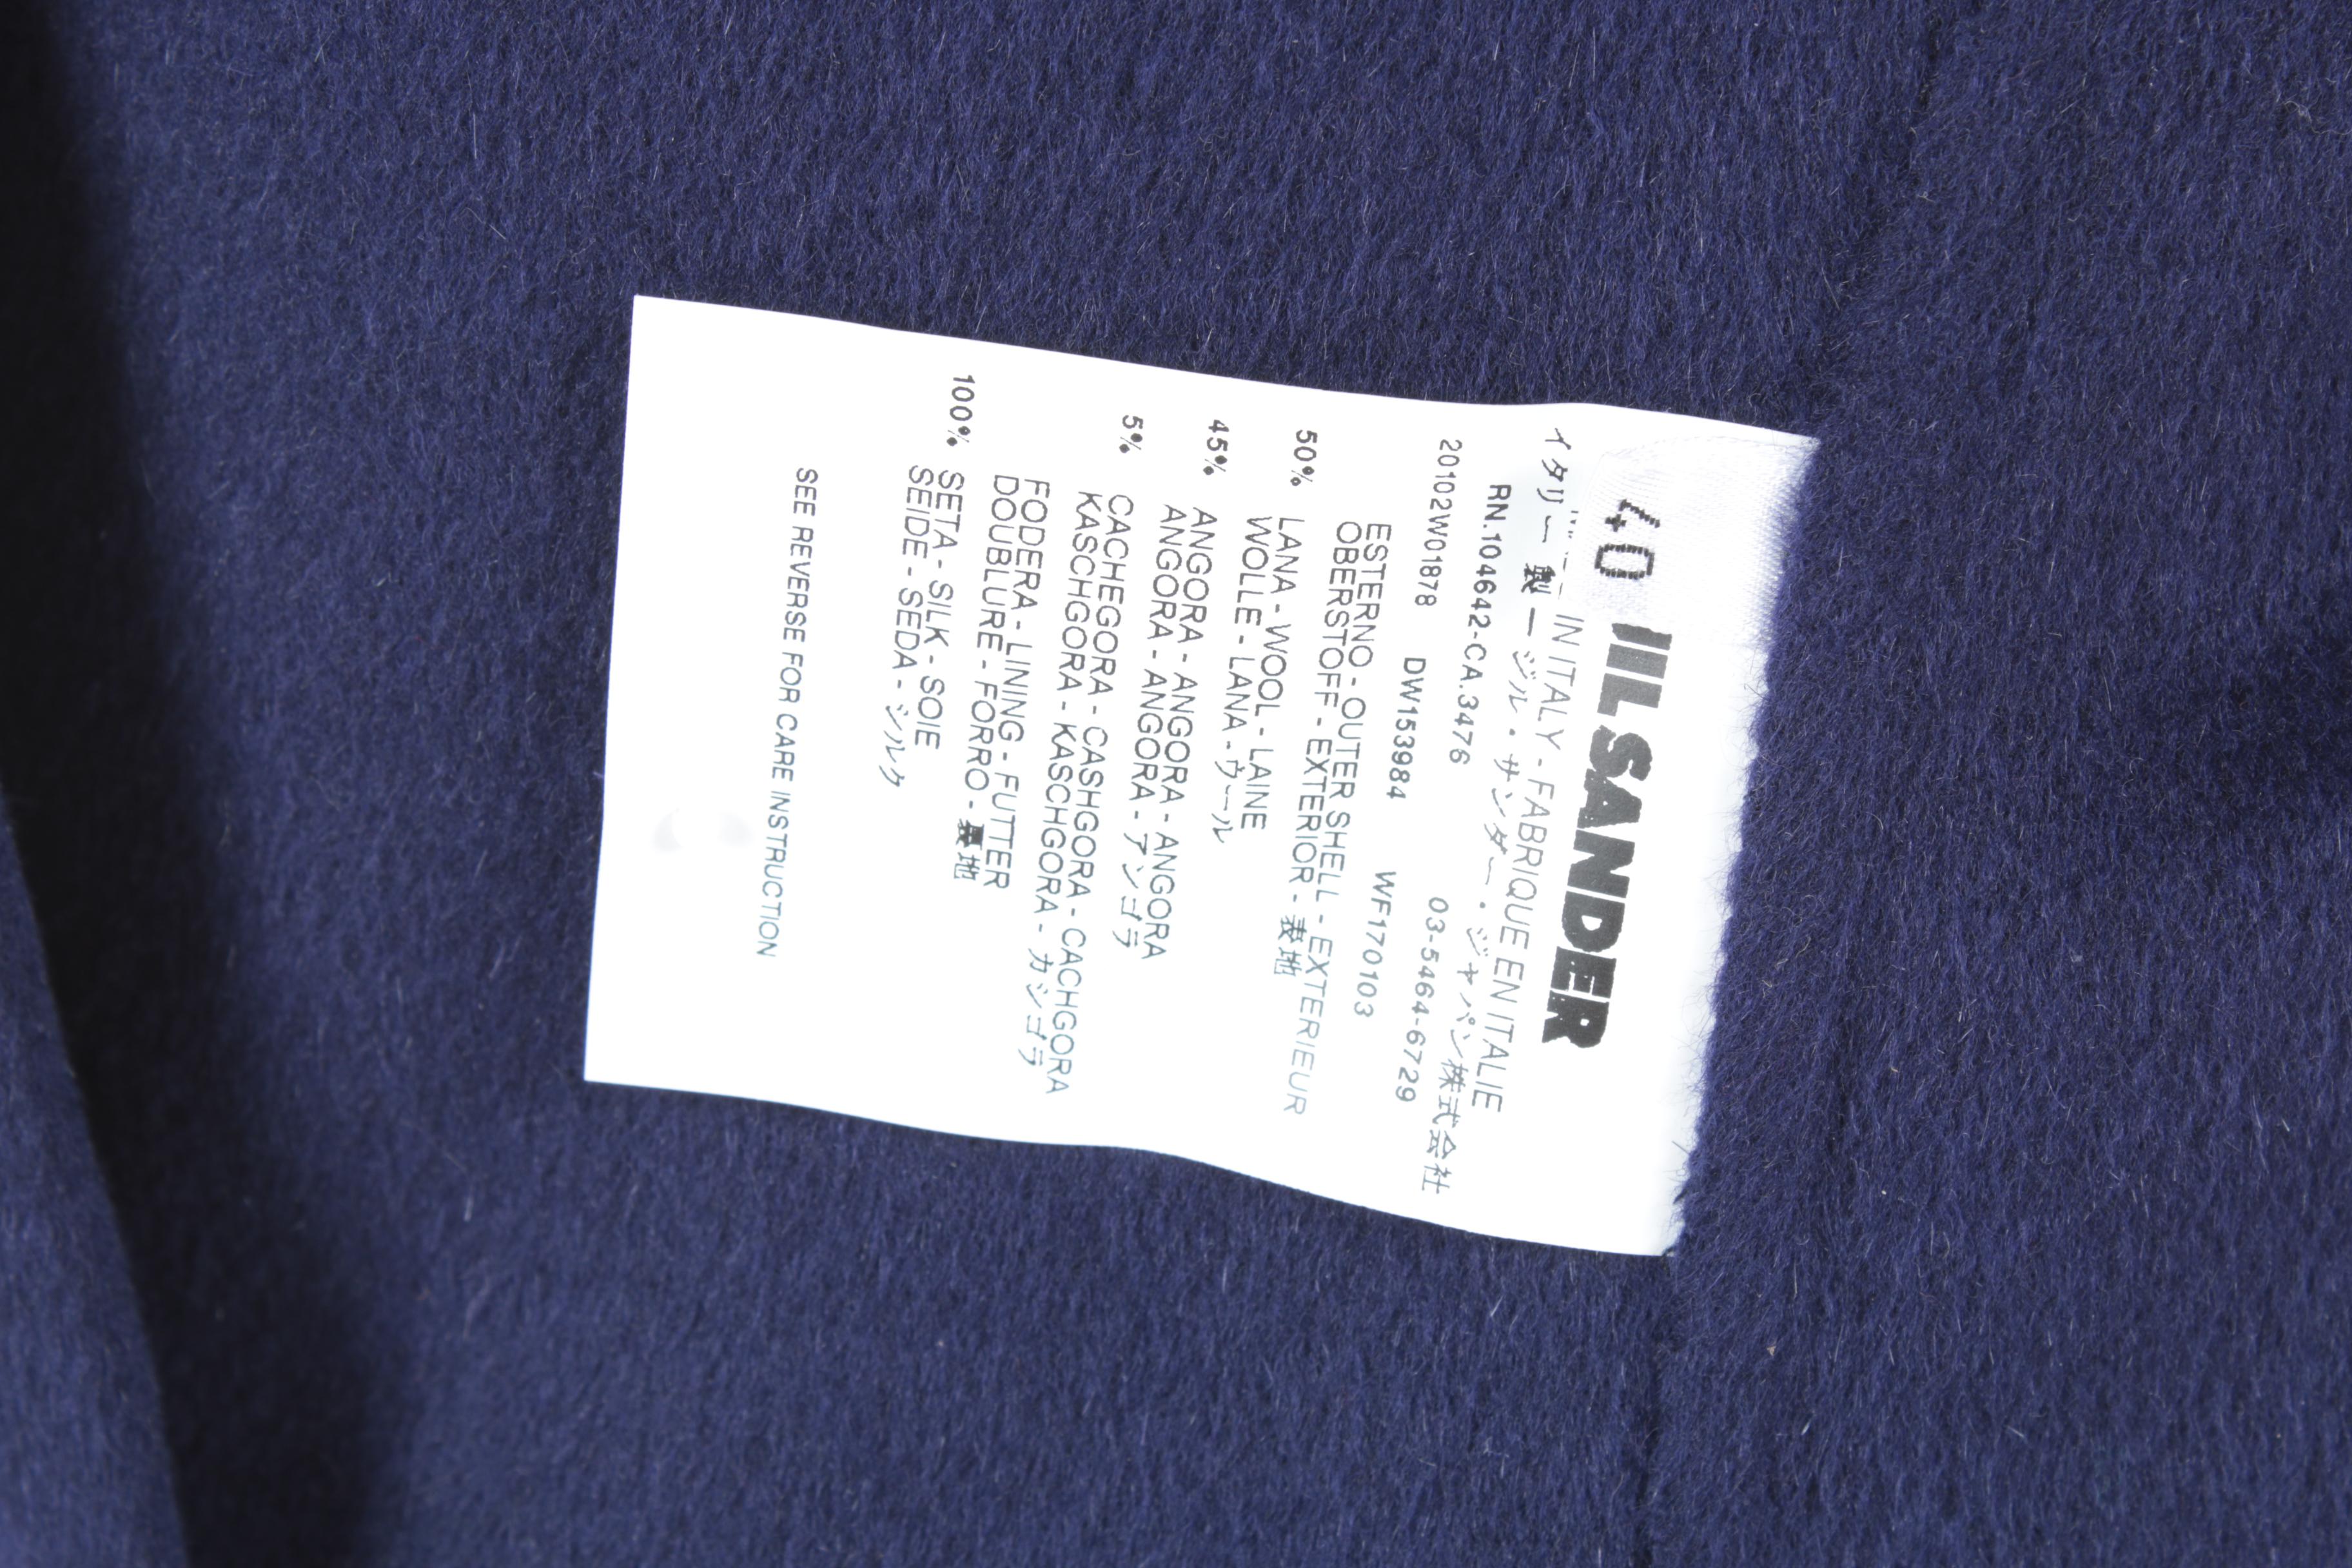 40
JIL SANDER
IN ITALY - FABRIQUE EN ITALIE
イタリー製 ー ジル・サンダー・ジャパン株式会社
RN.104642-CA.3476 03-5464-6729
20102W01878 DW153984 WF170103
ESTERNO - OUTER SHELL - EXTERIEUR
OBERSTOFF - EXTERIOR - 表地
50% LANA - WOOL - LAINE
WOLLE - LANA - ウール
45% ANGORA - ANGORA - ANGORA
ANGORA - ANGORA - アンゴラ
5% CACHEGORA - CASHGORA - CACHGORA
KASCHGORA - KASCHGORA - カシゴラ
FODERA - LINING - FUTTER
DOUBLURE - FORRO - 裏地
100% SETA - SILK - SOIE
SEIDE - SEDA - シルク
SEE REVERSE FOR CARE INSTRUCTION